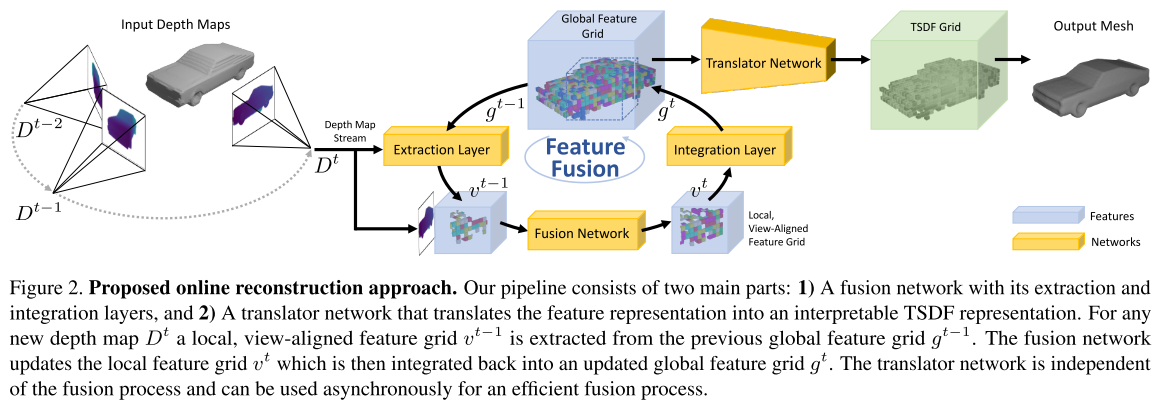 Input Depth Maps
Global Feature
Grid
TSDF Grid
Output Mesh
Translator Network
D^{t-2}
g^{t-1}
g^t
Depth Map
Stream
Extraction Layer
Feature
Fusion
Integration Layer
D^t
D^{t-1}
v^{t-1}
v^t
Fusion Network
Local,
View-Aligned
Feature Grid
Features
Networks
Figure 2. Proposed online reconstruction approach. Our pipeline consists of two main parts: 1) A fusion network with its extraction and
integration layers, and 2) A translator network that translates the feature representation into an interpretable TSDF representation. For any
new depth map D^t a local, view-aligned feature grid v^{t-1} is extracted from the previous global feature grid g^{t-1}. The fusion network
updates the local feature grid v^t which is then integrated back into an updated global feature grid g^t. The translator network is independent
of the fusion process and can be used asynchronously for an efficient fusion process.